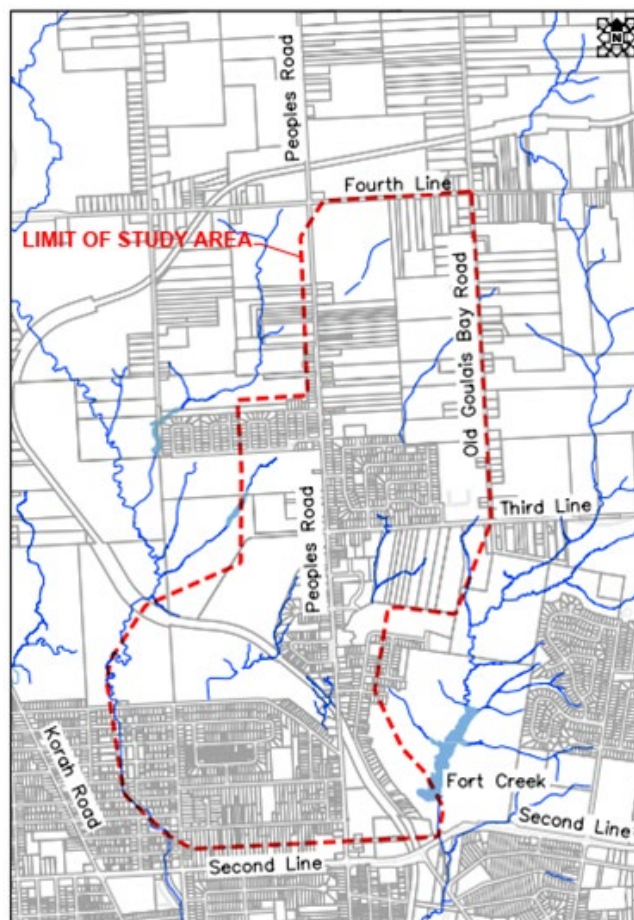 N
Peoples Road
Fourth Line
LIMIT OF STUDY AREA
Old Goulais Bay Road
Third Line
Peoples Road
Korah Road
Fort Creek
Second Line
Second Line